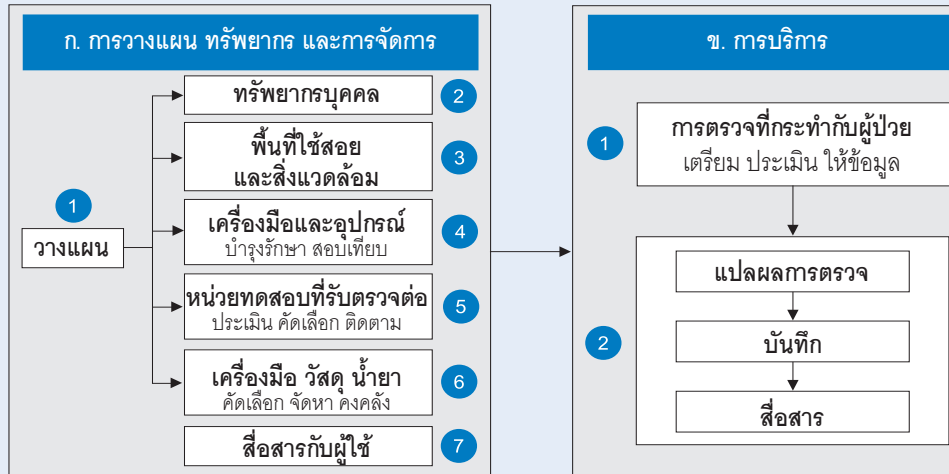 ก. การวางแผน ทรัพยากร และการจัดการ
1
วางแผน
ทรัพยากรบุคคล
2
พื้นที่ใช้สอย
และสิ่งแวดล้อม
3
เครื่องมือและอุปกรณ์
บำรุงรักษา สอบเทียบ
4
หน่วยทดสอบที่รับตรวจต่อ
ประเมิน คัดเลือก ติดตาม
5
เครื่องมือ วัสดุ น้ำยา
คัดเลือก จัดหา คงคลัง
6
สื่อสารกับผู้ใช้
7
ข. การบริการ
1
การตรวจที่กระทำกับผู้ป่วย
เตรียม ประเมิน ให้ข้อมูล
2
แปลผลการตรวจ
บันทึก
สื่อสาร